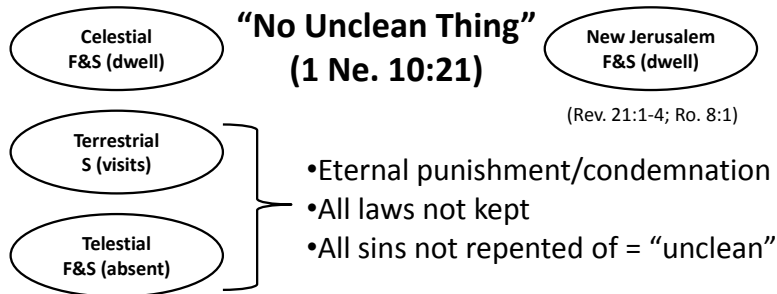 “No Unclean Thing”
(1 Ne. 10:21)
Celestial
F&S (dwell)
New Jerusalem
F&S (dwell)
(Rev. 21:1-4; Ro. 8:1)
Terrestrial
S (visits)
Telestial
F&S (absent)
•Eternal punishment/condemnation
•All laws not kept
•All sins not repented of = “unclean”